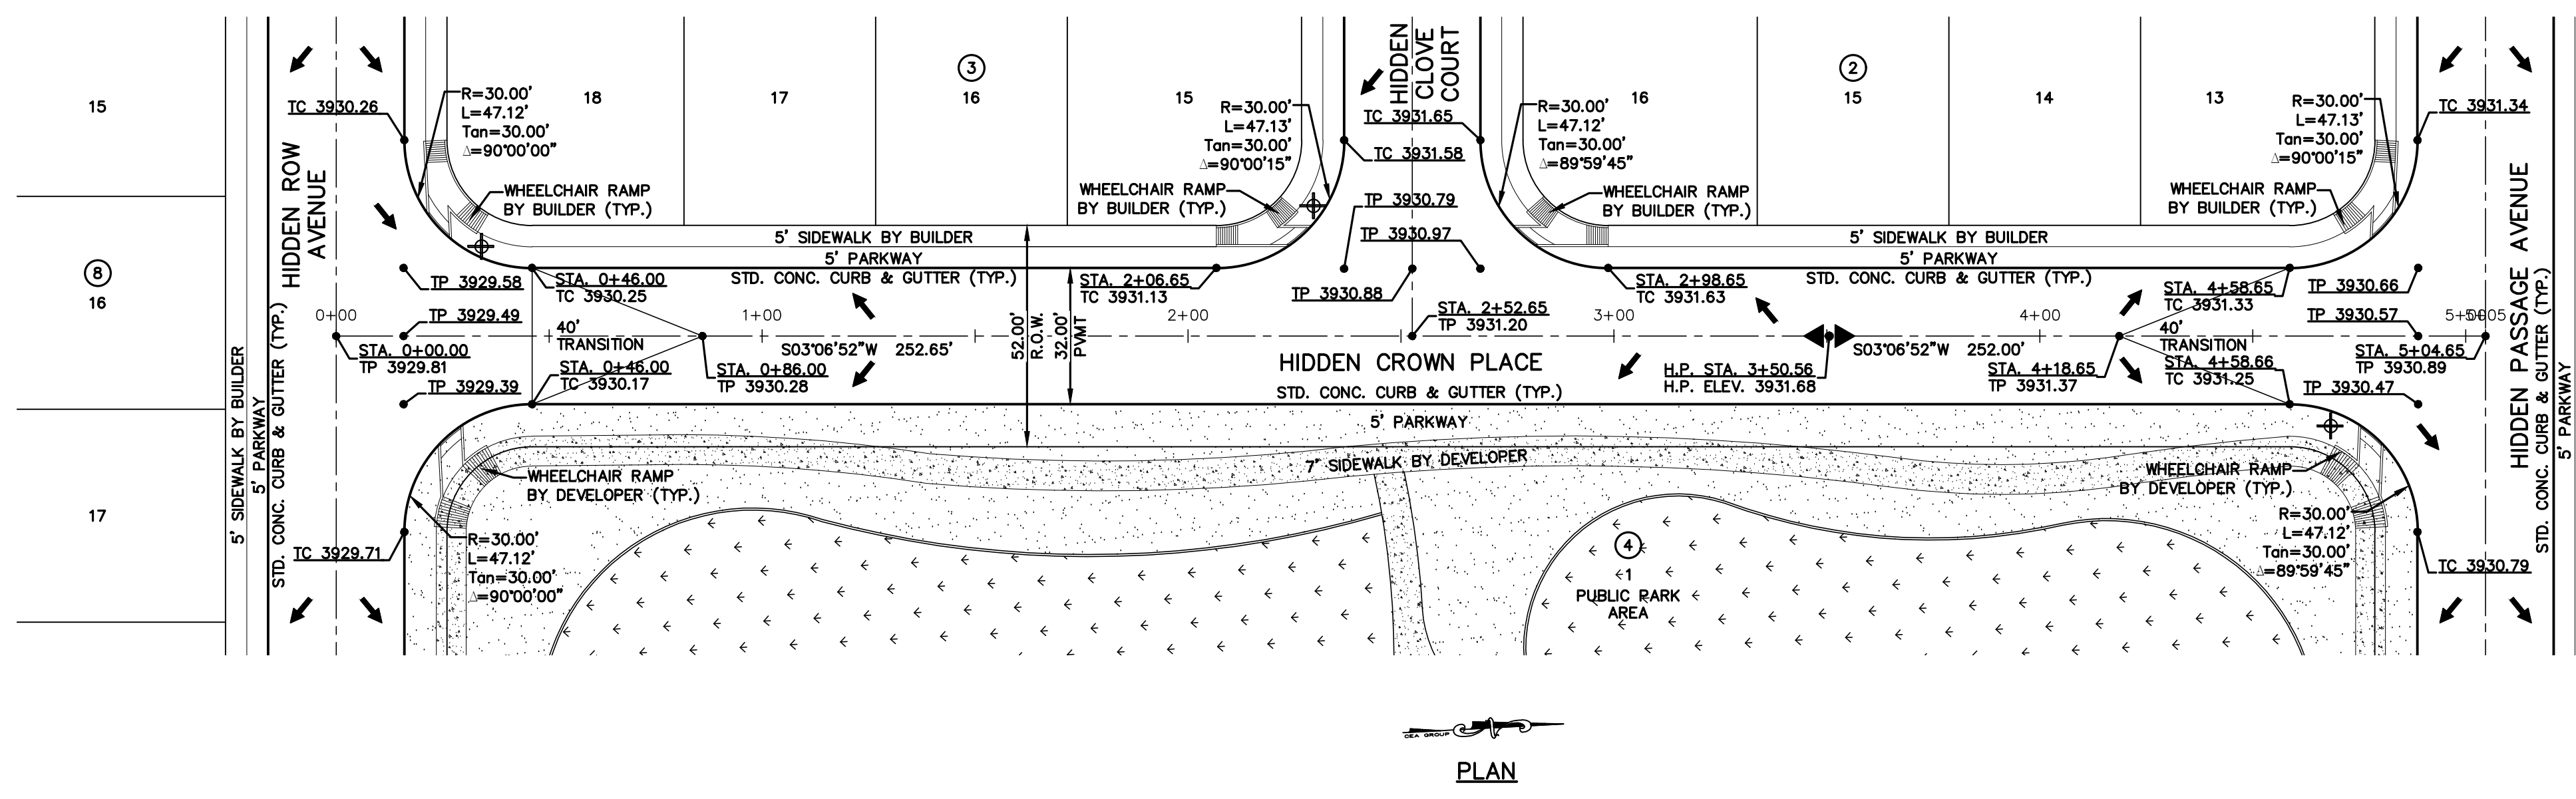 15
8
16
17
5' SIDEWALK BY BUILDER
5' PARKWAY
STD. CONC. CURB & GUTTER (TYP.)
HIDDEN ROW
AVENUE
TC 3930.26
R=30.00'
L=47.12'
Tan=30.00'
Δ=90°00'00"
WHEELCHAIR RAMP
BY BUILDER (TYP.)
18
17
3
16
15
R=30.00'
L=47.13'
Tan=30.00'
Δ=90°00'15"
WHEELCHAIR RAMP
BY BUILDER (TYP.)
5' SIDEWALK BY BUILDER
5' PARKWAY
STD. CONC. CURB & GUTTER (TYP.)
HIDDEN
CLOVE
COURT
TC 3931.65
TC 3931.58
TP 3930.79
TP 3930.97
TP 3930.88
R=30.00'
L=47.12'
Tan=30.00'
Δ=89°59'45"
WHEELCHAIR RAMP
BY BUILDER (TYP.)
16
2
15
14
13
R=30.00'
L=47.13'
Tan=30.00'
Δ=90°00'15"
WHEELCHAIR RAMP
BY BUILDER (TYP.)
5' SIDEWALK BY BUILDER
5' PARKWAY
STD. CONC. CURB & GUTTER (TYP.)
TC 3931.34
HIDDEN PASSAGE AVENUE
STD. CONC. CURB & GUTTER (TYP.)
5' PARKWAY
TP 3929.58
TP 3929.49
0+00
STA. 0+00.00
TP 3929.81
TP 3929.39
STA. 0+46.00
TC 3930.25
40'
TRANSITION
STA. 0+46.00
TC 3930.17
STA. 0+86.00
TP 3930.28
1+00
S03°06'52"W 252.65'
52.00'
R.O.W.
32.00'
PVMT
STA. 2+06.65
TC 3931.13
2+00
STA. 2+52.65
TP 3931.20
HIDDEN CROWN PLACE
STD. CONC. CURB & GUTTER (TYP.)
5' PARKWAY
STA. 2+98.65
TC 3931.63
3+00
H.P. STA. 3+50.56
H.P. ELEV. 3931.68
S03°06'52"W 252.00'
4+00
STA. 4+18.65
TP 3931.37
STA. 4+58.65
TC 3931.33
40'
TRANSITION
STA. 4+58.66
TC 3931.25
TP 3930.66
TP 3930.57
STA. 5+04.65
TP 3930.89
TP 3930.47
7' SIDEWALK BY DEVELOPER
WHEELCHAIR RAMP
BY DEVELOPER (TYP.)
TC 3929.71
R=30.00'
L=47.12'
Tan=30.00'
Δ=90°00'00"
4
1
PUBLIC PARK
AREA
WHEELCHAIR RAMP
BY DEVELOPER (TYP.)
R=30.00'
L=47.12'
Tan=30.00'
Δ=89°59'45"
TC 3930.79
CEA GROUP
PLAN